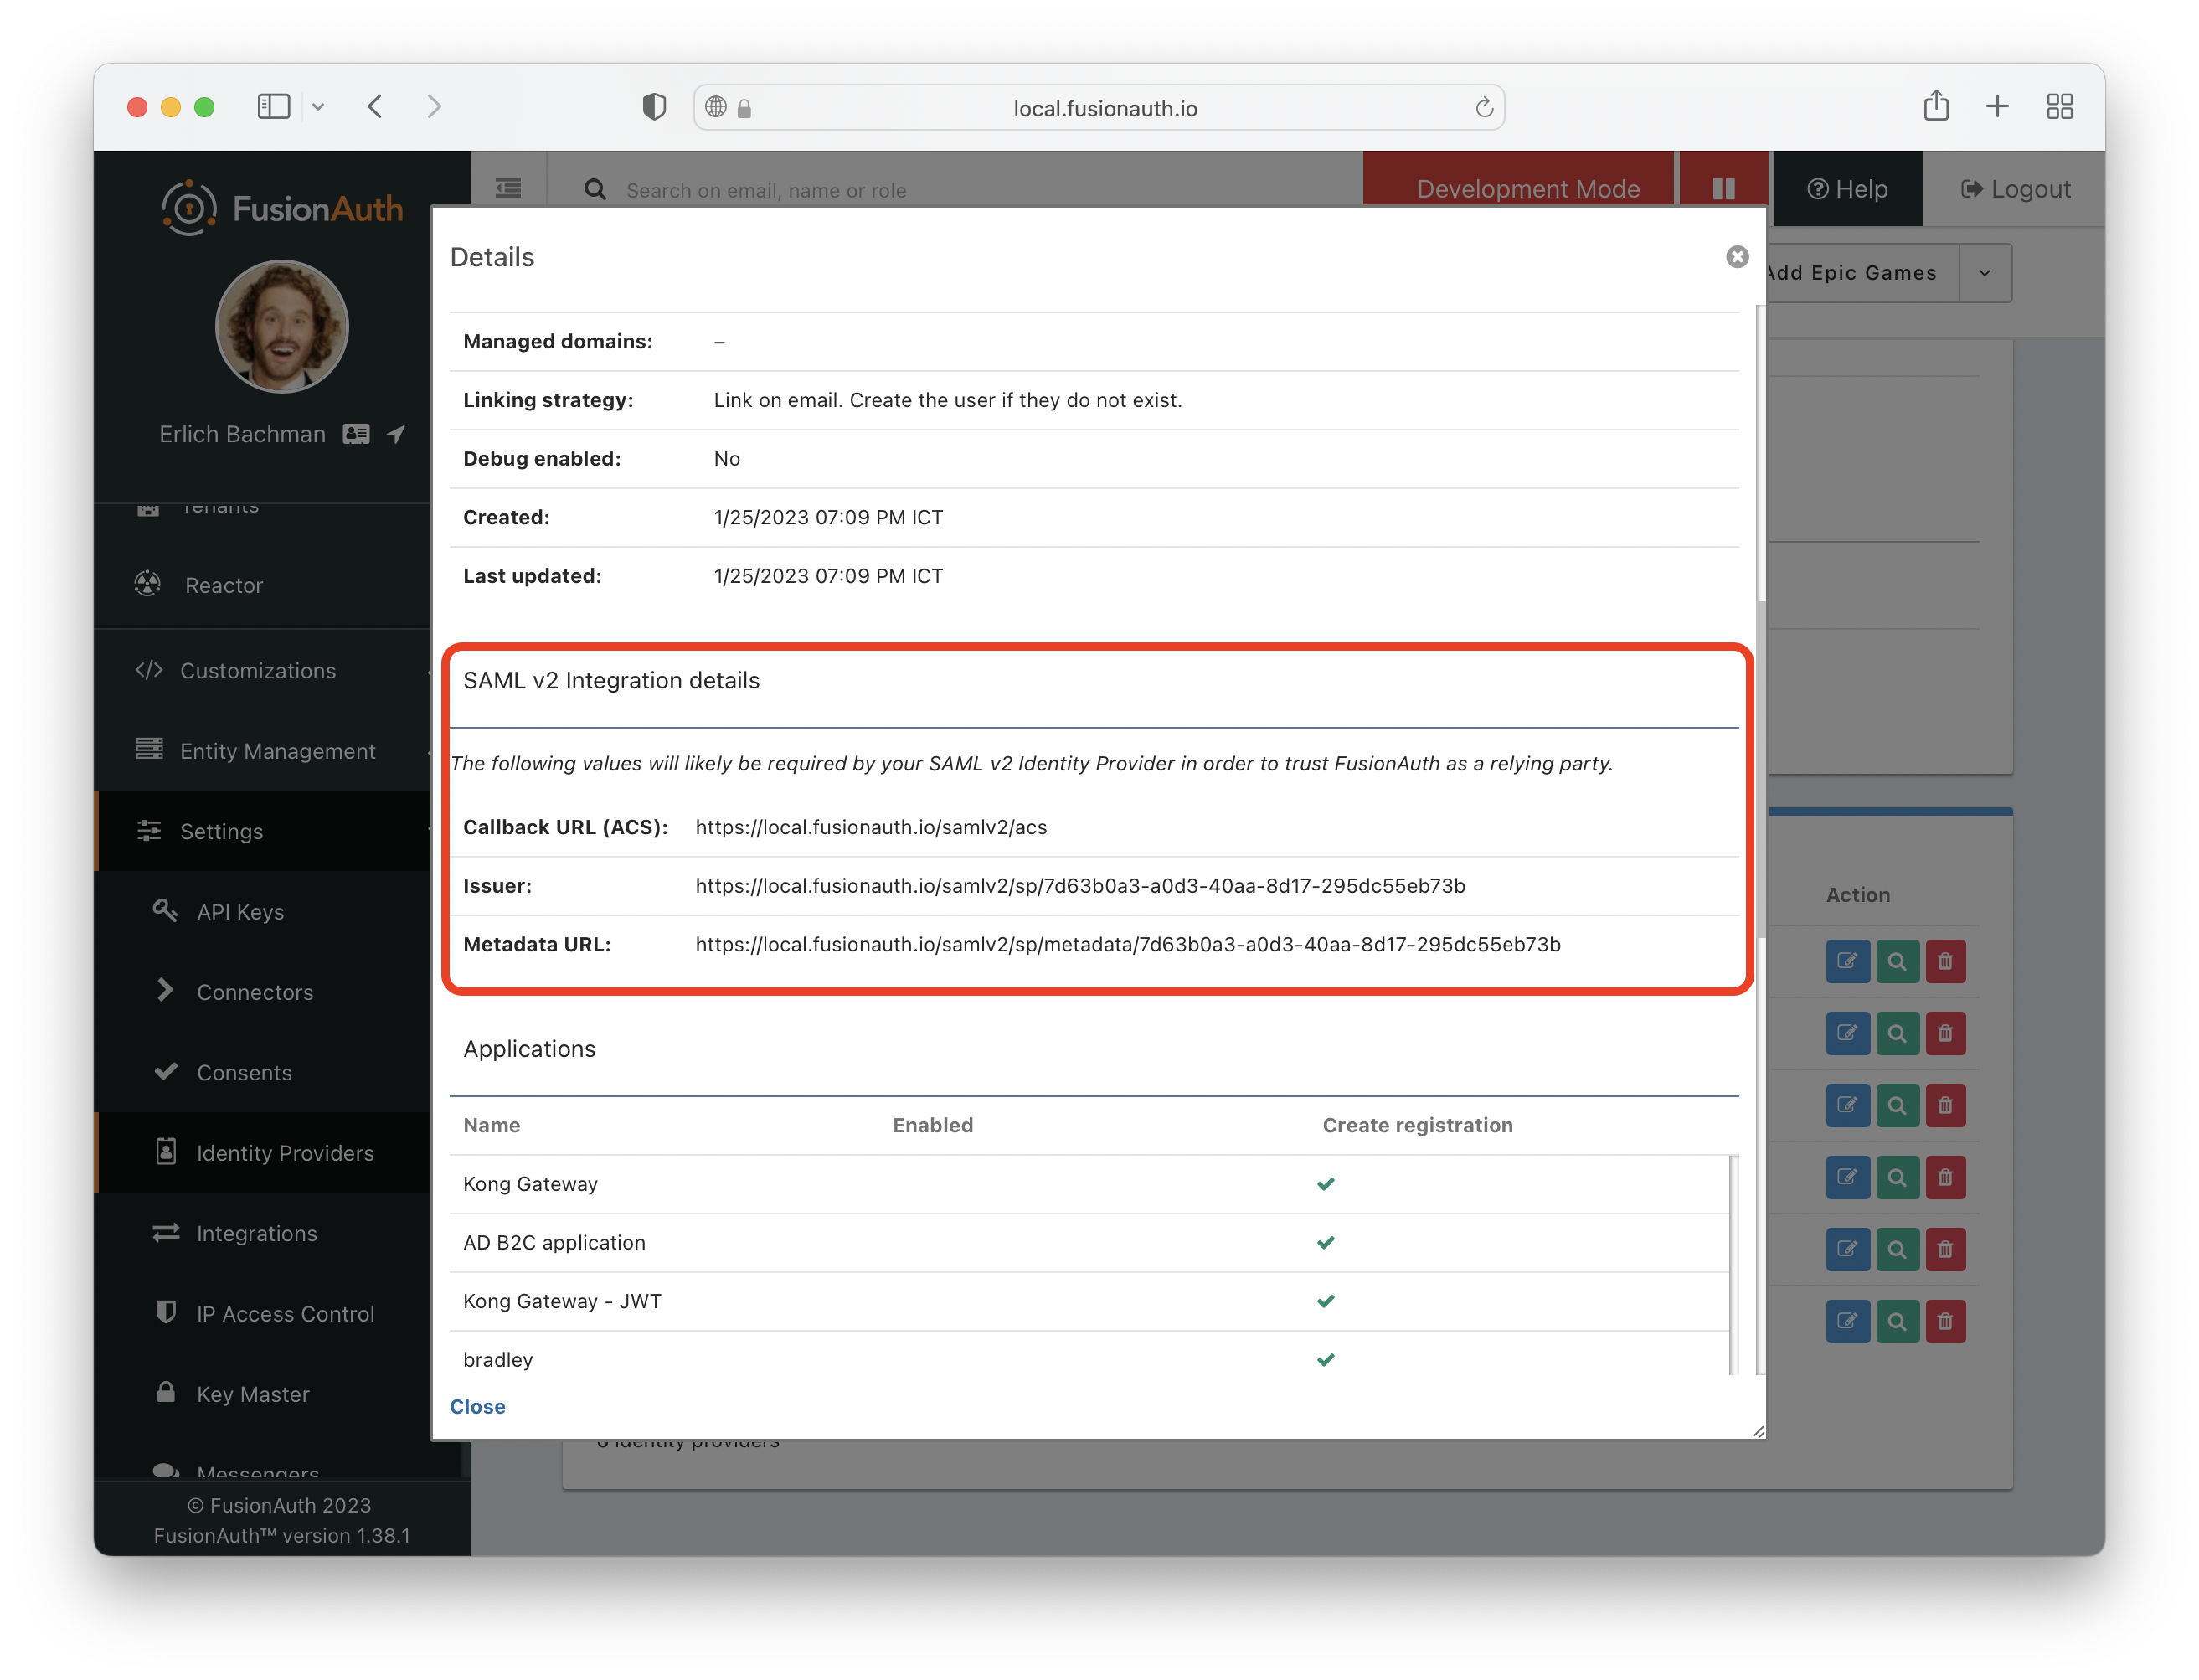 local.fusionauth.io
FusionAuth
Search on email, name or role
Development Mode
Help
Logout
Add Epic Games
Erlich Bachman
Tenants
Reactor
Customizations
Entity Management
Settings
API Keys
Connectors
Consents
Identity Providers
Integrations
IP Access Control
Key Master
Messengers
© FusionAuth 2023
FusionAuth™ version 1.38.1
Details
Managed domains: –
Linking strategy: Link on email. Create the user if they do not exist.
Debug enabled: No
Created: 1/25/2023 07:09 PM ICT
Last updated: 1/25/2023 07:09 PM ICT
SAML v2 Integration details
The following values will likely be required by your SAML v2 Identity Provider in order to trust FusionAuth as a relying party.
Callback URL (ACS): https://local.fusionauth.io/samlv2/acs
Issuer: https://local.fusionauth.io/samlv2/sp/7d63b0a3-a0d3-40aa-8d17-295dc55eb73b
Metadata URL: https://local.fusionauth.io/samlv2/sp/metadata/7d63b0a3-a0d3-40aa-8d17-295dc55eb73b
Applications
Name Enabled Create registration
Kong Gateway
AD B2C application
Kong Gateway - JWT
bradley
Close
Action
6 identity providers